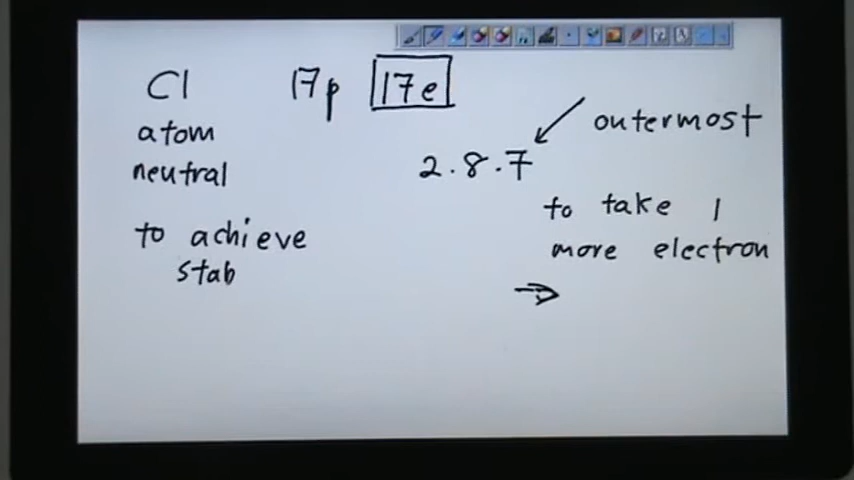 Cl 17p 17e
atom
neutral
outermost
2.8.7
to take 1
more electron
to achieve
stab